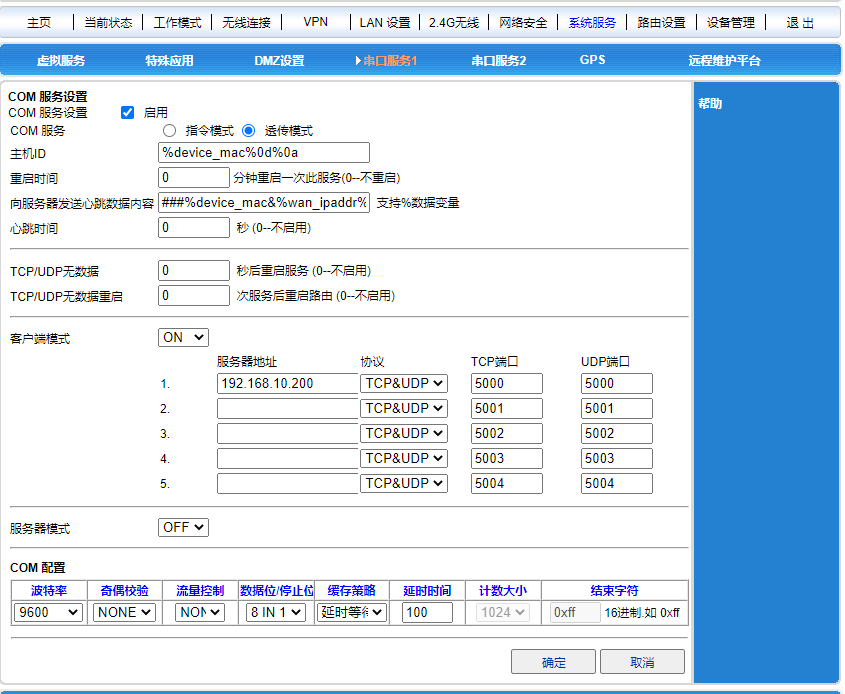 主页 当前状态 工作模式 无线连接 VPN LAN 设置 2.4G无线 网络安全 系统服务 路由设置 设备管理 退 出
虚拟服务 特殊应用 DMZ设置 串口服务1 串口服务2 GPS 远程维护平台
COM 服务设置
帮助
COM 服务设置 启用
COM 服务 指令模式 透传模式
主机ID %device_mac%0d%0a
重启时间 0 分钟重启一次此服务(0--不重启)
向服务器发送心跳数据内容 ###%device_mac&%wan_ipaddr% 支持%数据变量
心跳时间 0 秒 (0--不启用)
TCP/UDP无数据 0 秒后重启服务 (0--不启用)
TCP/UDP无数据重启 0 次服务后重启路由 (0--不启用)
客户端模式 ON
服务器地址 协议 TCP端口 UDP端口
1. 192.168.10.200 TCP&UDP 5000 5000
2. TCP&UDP 5001 5001
3. TCP&UDP 5002 5002
4. TCP&UDP 5003 5003
5. TCP&UDP 5004 5004
服务器模式 OFF
COM 配置
波特率 奇偶校验 流量控制 数据位/停止位 缓存策略 延时时间 计数大小 结束字符
9600 NONE NON 8 IN 1 延时等待 100 1024 0xff 16进制.如 0xff
确定 取消